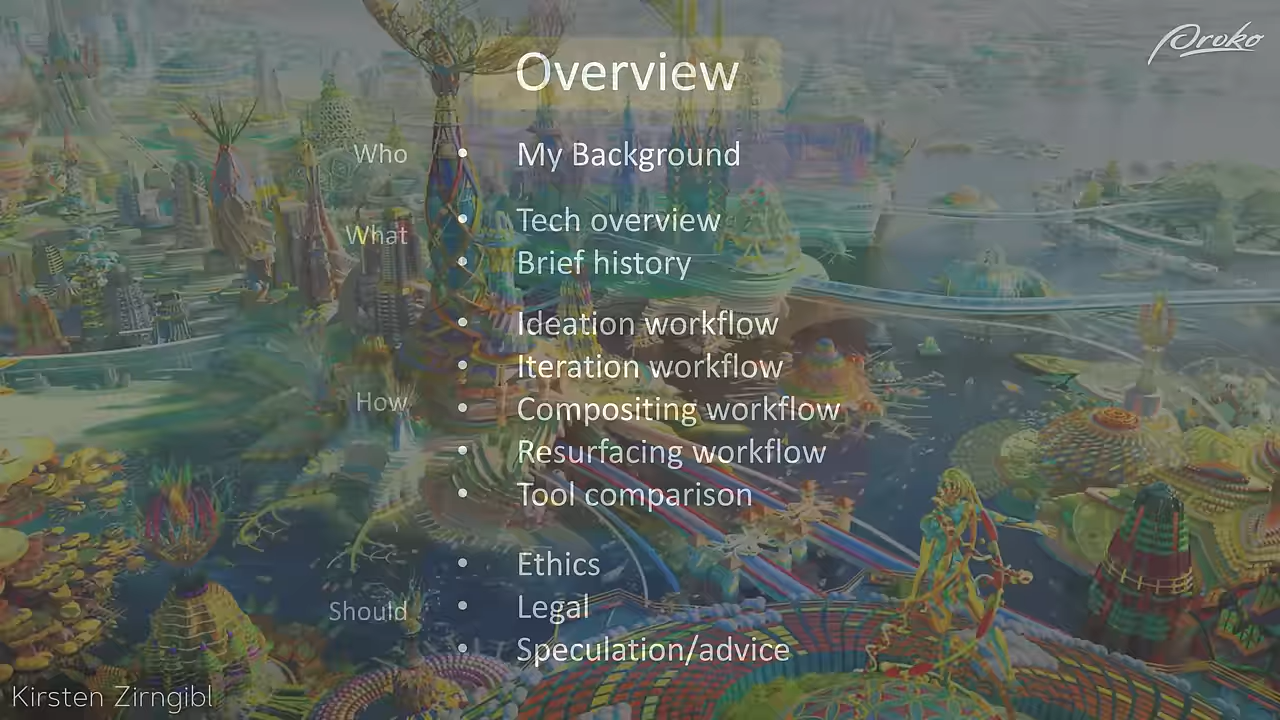 Proko
Overview
Who
• My Background
What
• Tech overview
• Brief history
How
• Ideation workflow
• Iteration workflow
• Compositing workflow
• Resurfacing workflow
• Tool comparison
Should
• Ethics
• Legal
• Speculation/advice
Kirsten Zirngibl